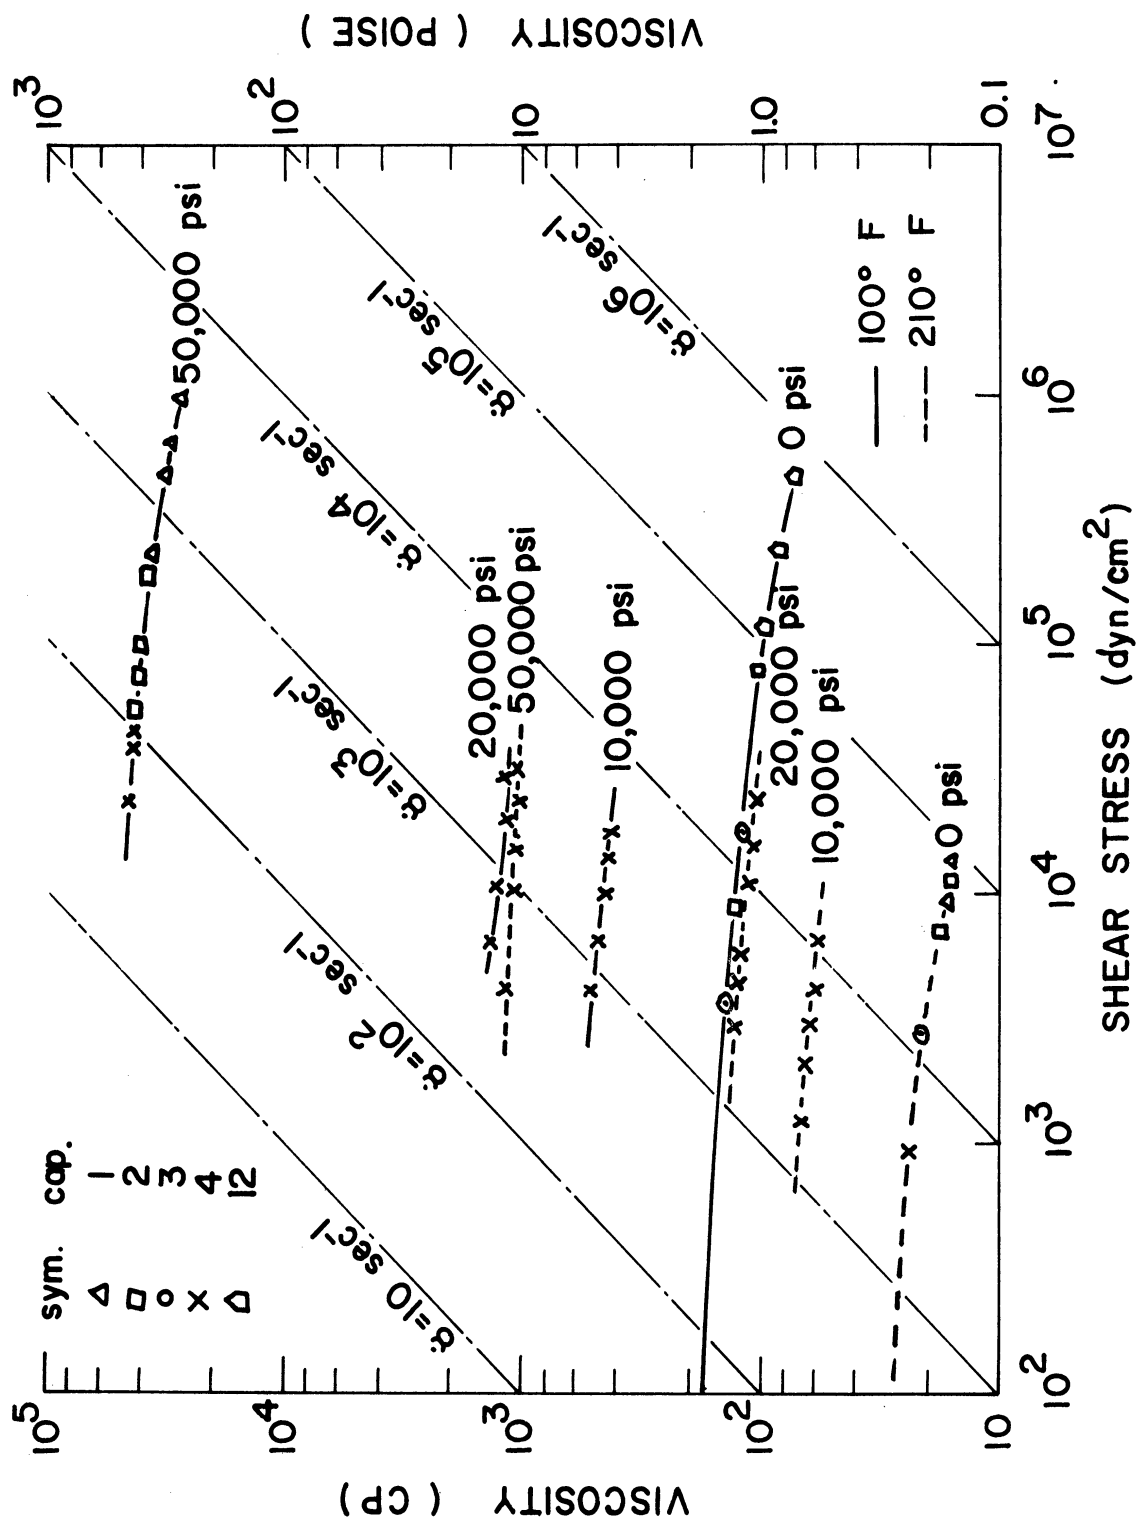 sym. cap.
1
2
3
4
12
VISCOSITY (CP)
10⁵
10⁴
10³
10²
10
VISCOSITY (POISE)
10³
10²
10
1.0
0.1
γ̈=10 sec⁻¹
γ̈=10² sec⁻¹
γ̈=10³ sec⁻¹
γ̈=10⁴ sec⁻¹
γ̈=10⁵ sec⁻¹
γ̈=10⁶ sec⁻¹
50,000 psi
20,000 psi
50,000 psi
10,000 psi
0 psi
20,000 psi
10,000 psi
0 psi
100° F
210° F
10² 10³ 10⁴ 10⁵ 10⁶ 10⁷
SHEAR STRESS (dyn/cm²)